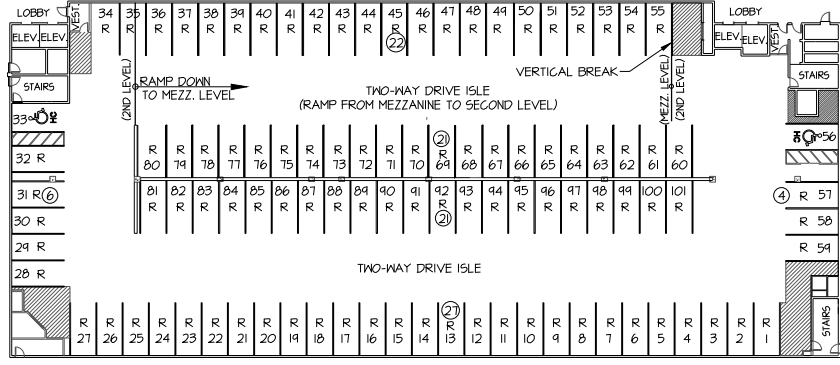 LOBBY
VEST.
34 35 36 37 38 39 40 41 42 43 44 45 46 47 48 49 50 51 52 53 54 55
R R R R R R R R R R R R R R R R R R R R R R
22
LOBBY
ELEV. ELEV.
ELEV. ELEV.
VEST.
STAIRS
STAIRS
(2ND LEVEL)
RAMP DOWN
TO MEZZ. LEVEL
TWO-WAY DRIVE ISLE
(RAMP FROM MEZZANINE TO SECOND LEVEL)
VERTICAL BREAK
(MEZZ. LEVEL)
(2ND LEVEL)
33 HC
HC 56
32 R
31 R 6
30 R
29 R
28 R
21
R R R R R R R R R R R R R R R R R R R R R
80 79 78 77 76 75 74 73 72 71 70 69 68 67 66 65 64 63 62 61 60
81 82 83 84 85 86 87 88 89 90 91 92 93 94 95 96 97 98 99 100 101
R R R R R R R R R R R R R R R R R R R R R
21
4 R 57
R 58
R 59
TWO-WAY DRIVE ISLE
27
R R R R R R R R R R R R R R R R R R R R R R R R R R R
27 26 25 24 23 22 21 20 19 18 17 16 15 14 13 12 11 10 9 8 7 6 5 4 3 2 1
STAIRS